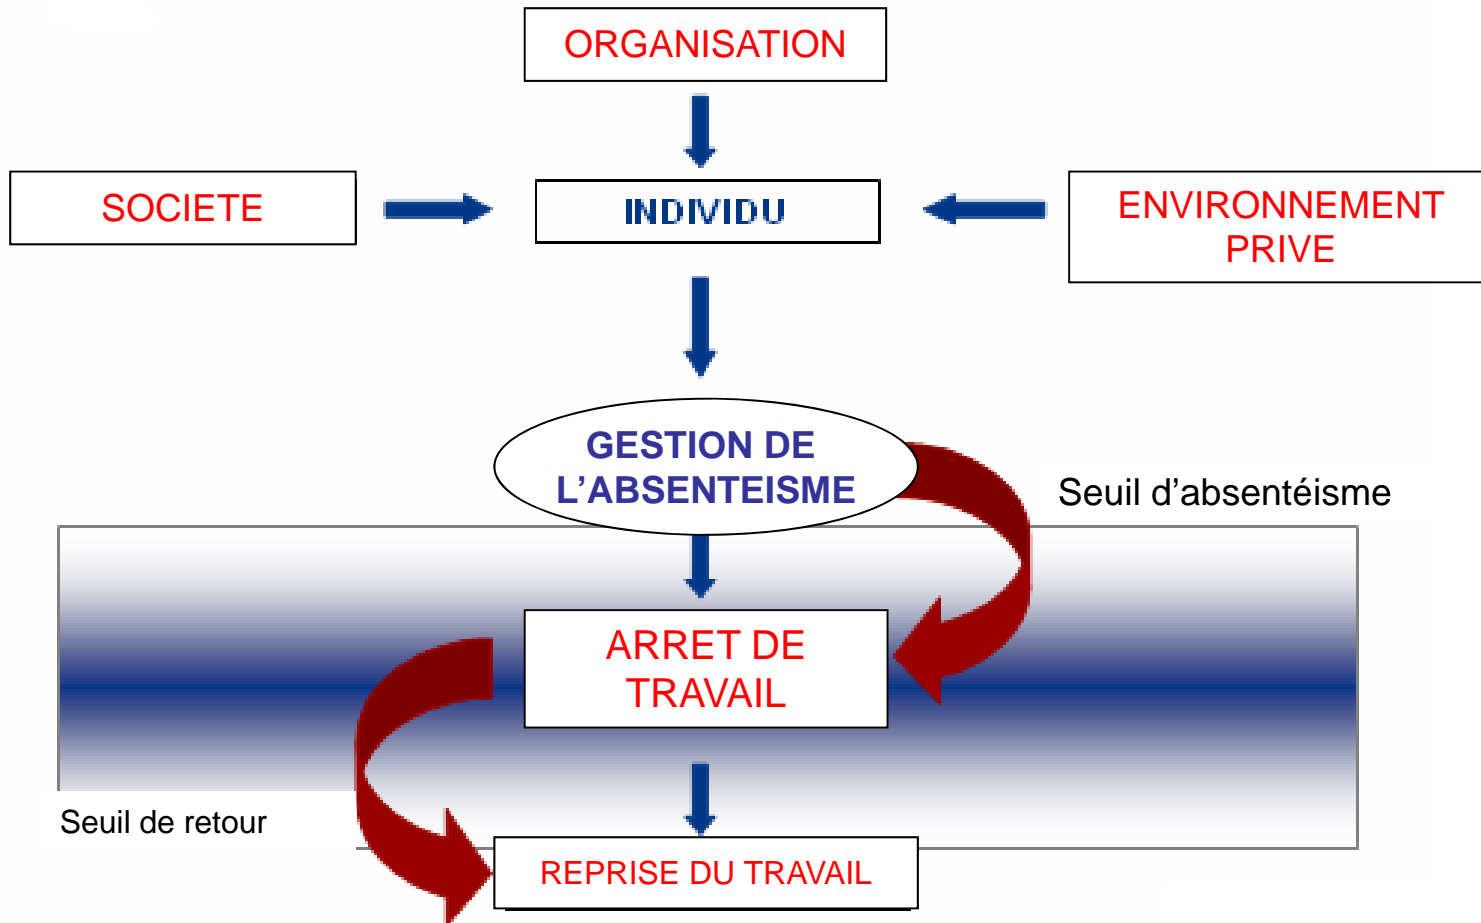 ORGANISATION
SOCIETE
INDIVIDU
ENVIRONNEMENT
PRIVE
GESTION DE
L’ABSENTEISME
Seuil d’absentéisme
ARRET DE
TRAVAIL
Seuil de retour
REPRISE DU TRAVAIL